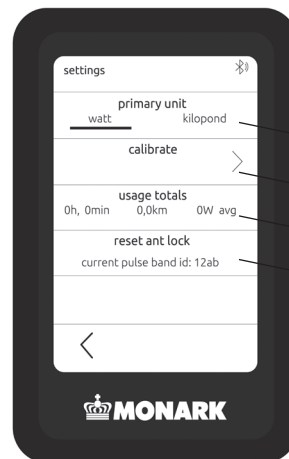 settings
primary unit
watt kilopond
calibrate
usage totals
0h, 0min 0,0km 0W avg
reset ant lock
current pulse band id: 12ab
MONARK